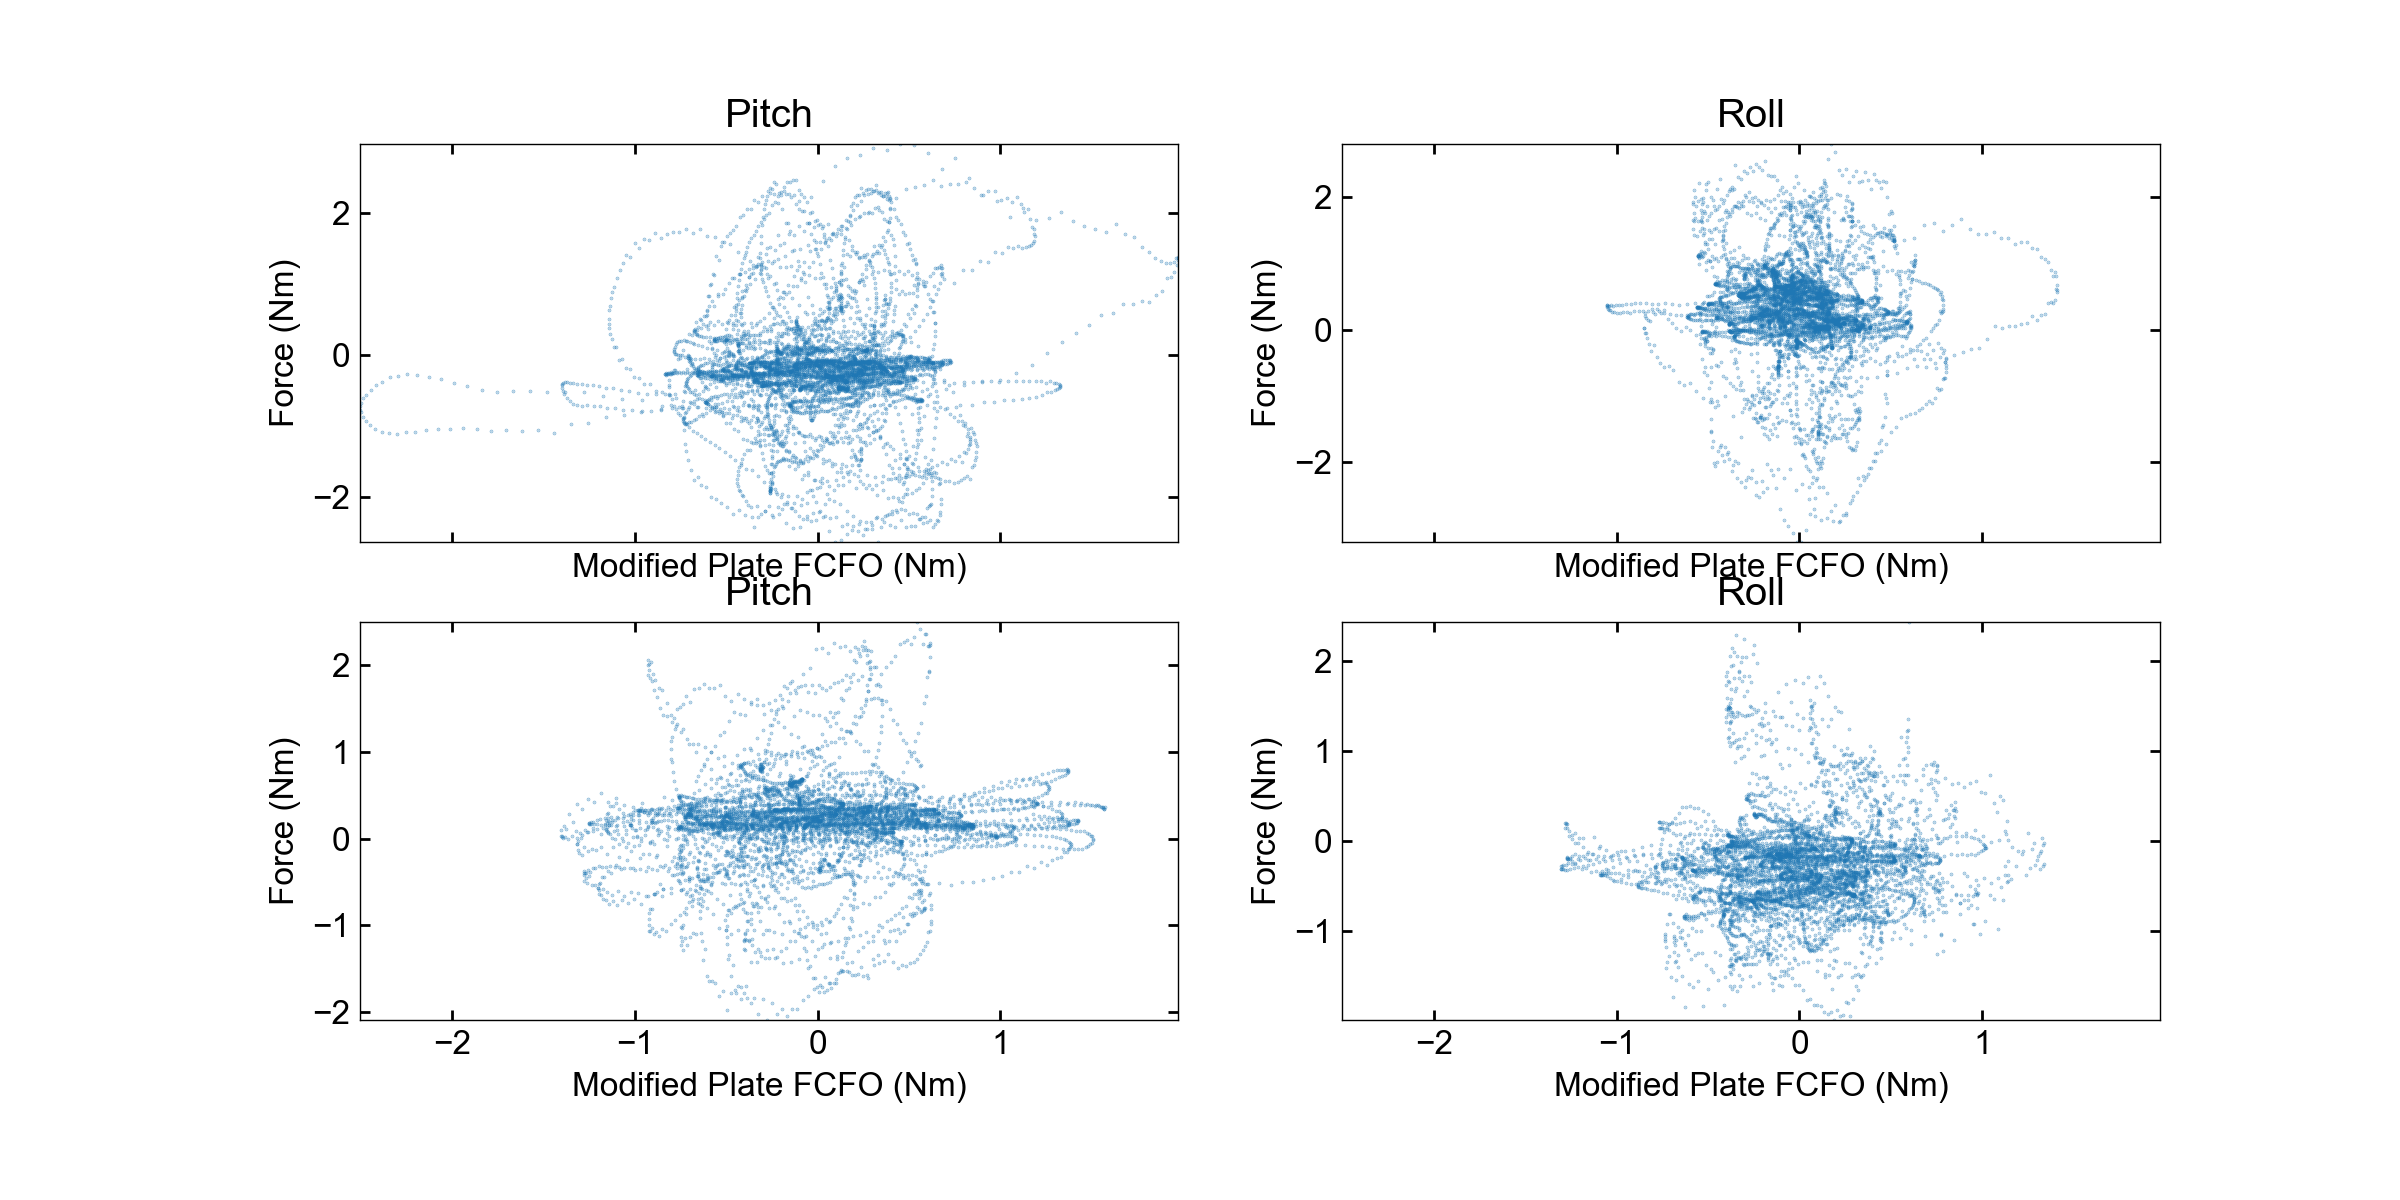 Pitch
Roll
Force (Nm)
2
0
−2
Force (Nm)
2
0
−2
Modified Plate FCFO (Nm)
Modified Plate FCFO (Nm)
Pitch
Roll
Force (Nm)
2
1
0
−1
−2
Force (Nm)
2
1
0
−1
−2 −1 0 1
−2 −1 0 1
Modified Plate FCFO (Nm)
Modified Plate FCFO (Nm)